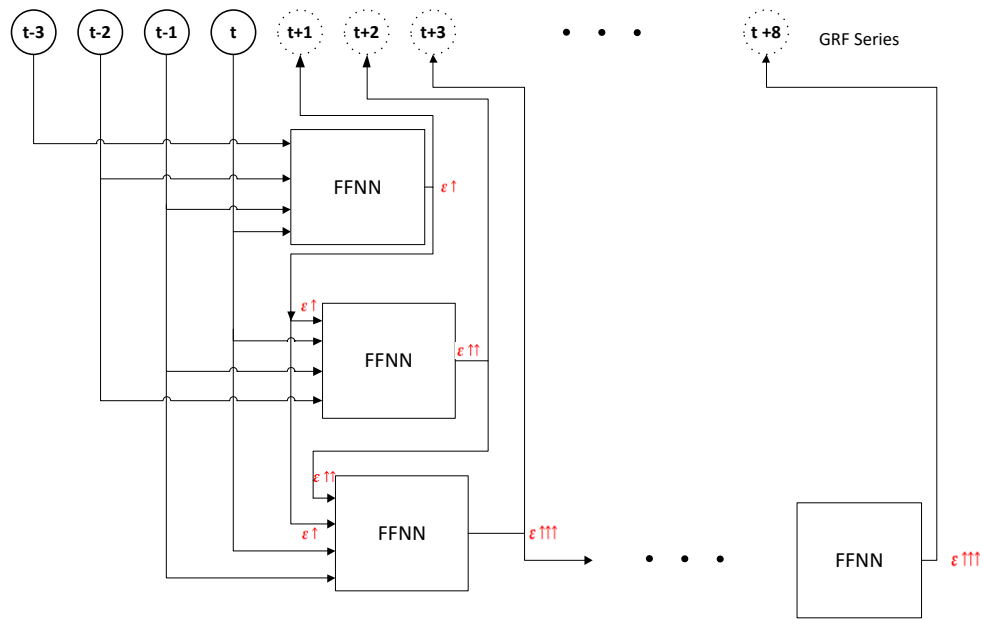 t-3 t-2 t-1 t t+1 t+2 t+3 t +8 GRF Series
FFNN ε↑
ε↑
FFNN ε↑↑
ε↑↑
FFNN ε↑↑↑
ε↑
FFNN ε↑↑↑